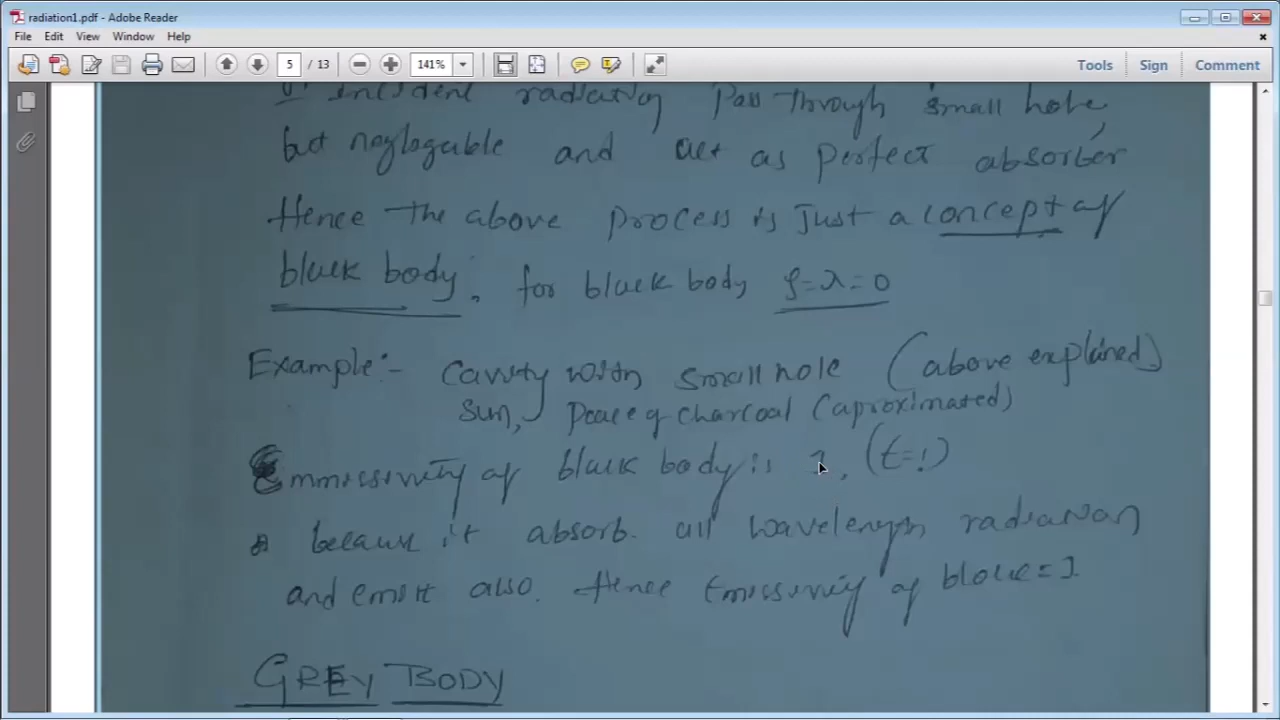 radiation1.pdf - Adobe Reader
File Edit View Window Help
5 / 13 141% Tools Sign Comment
incident radiation pass through small hole,
but neglagable and act as perfect absorber
Hence the above process is just a concept of
black body. for black body ρ=λ=0
Example:- Cavity with small hole (above explained)
Sun, Peace of charcoal (aproximated)
Emmissivity of black body is 1. (ε=1)
because it absorb all wavelength radiation
and emit also. Hence Emissivity of black=1
GREY BODY